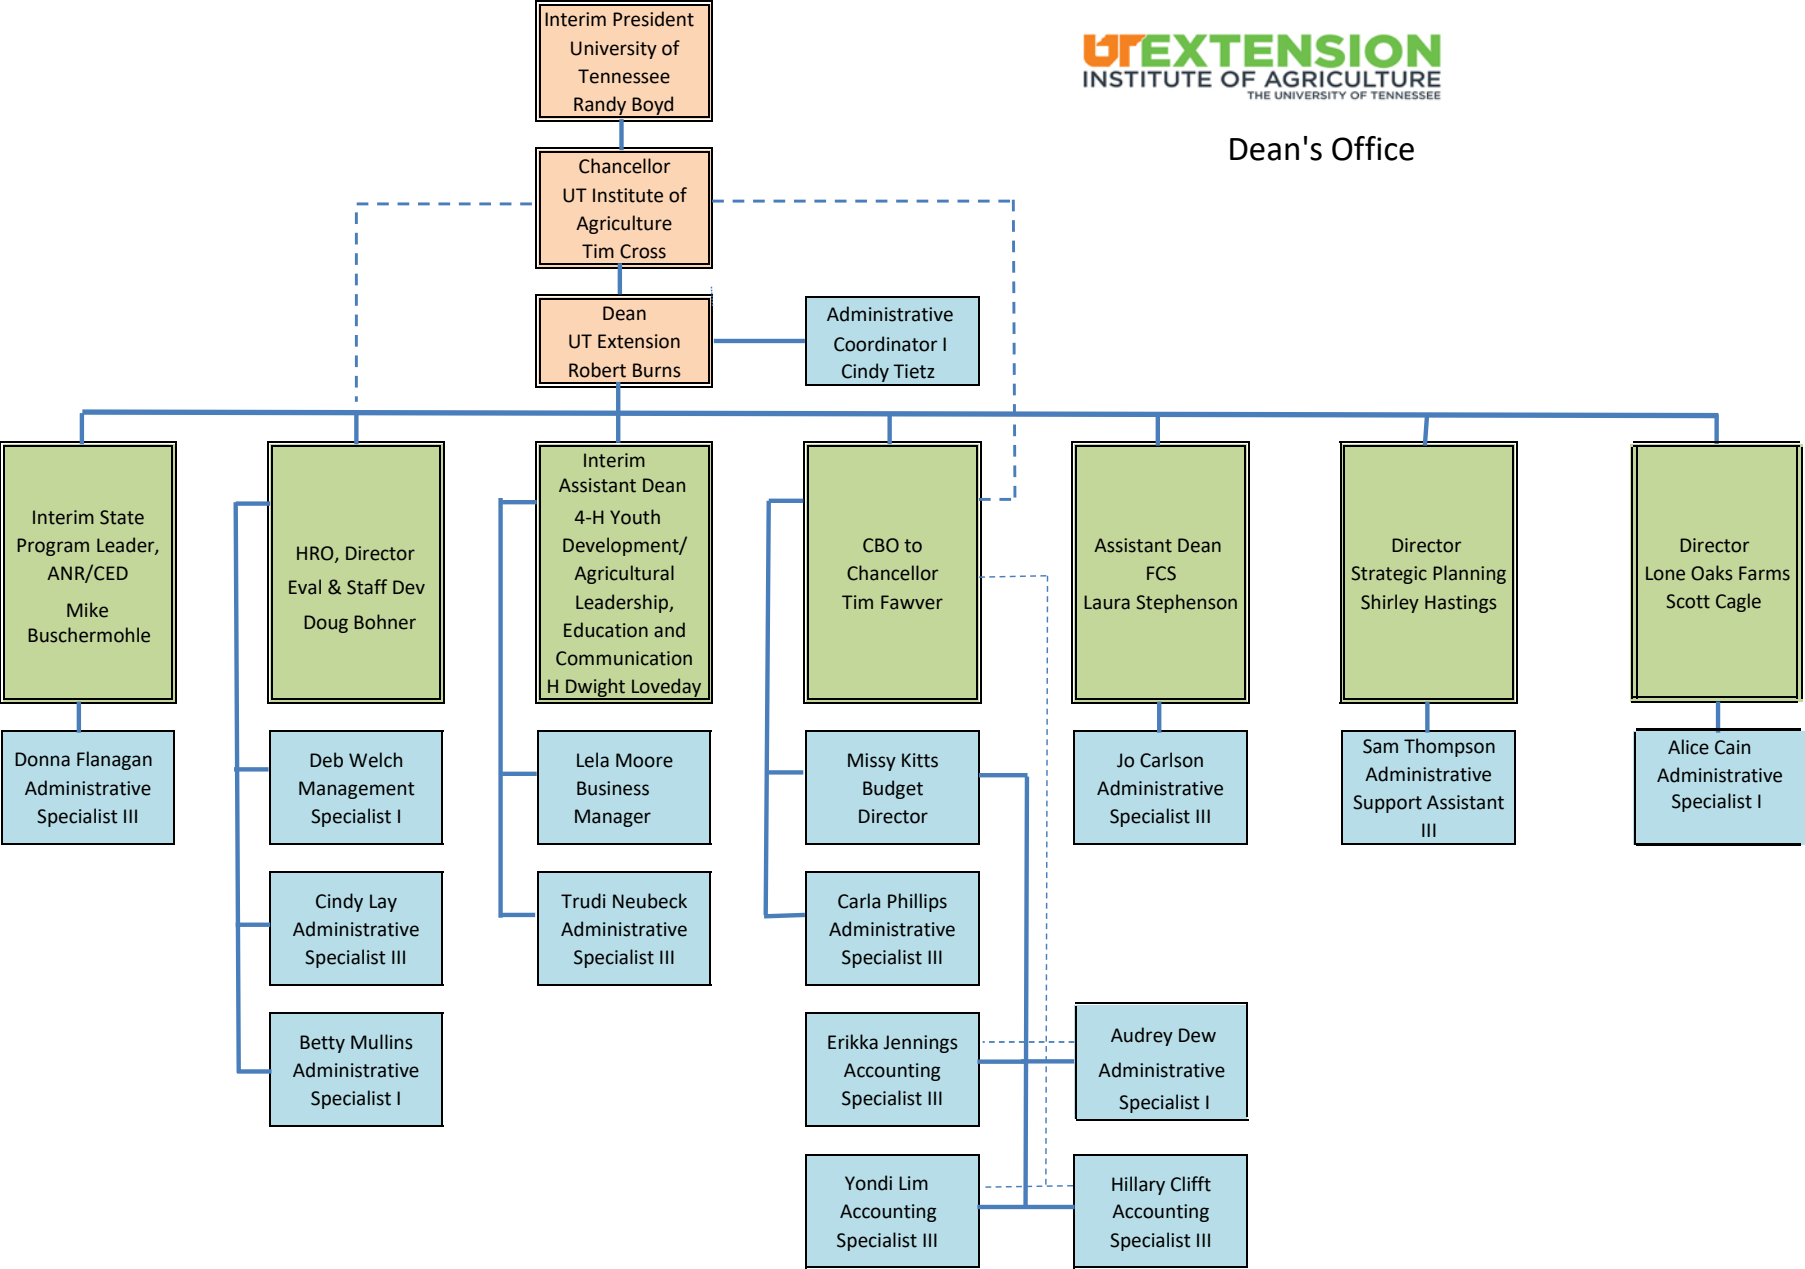 Interim President
University of
Tennessee
Randy Boyd
UTEXTENSION
INSTITUTE OF AGRICULTURE
THE UNIVERSITY OF TENNESSEE
Dean's Office
Chancellor
UT Institute of
Agriculture
Tim Cross
Dean
UT Extension
Robert Burns
Administrative
Coordinator I
Cindy Tietz
Interim State
Program Leader,
ANR/CED
Mike
Buschermohle
HRO, Director
Eval & Staff Dev
Doug Bohner
Interim
Assistant Dean
4-H Youth
Development/
Agricultural
Leadership,
Education and
Communication
H Dwight Loveday
CBO to
Chancellor
Tim Fawver
Assistant Dean
FCS
Laura Stephenson
Director
Strategic Planning
Shirley Hastings
Director
Lone Oaks Farms
Scott Cagle
Donna Flanagan
Administrative
Specialist III
Deb Welch
Management
Specialist I
Lela Moore
Business
Manager
Missy Kitts
Budget
Director
Jo Carlson
Administrative
Specialist III
Sam Thompson
Administrative
Support Assistant
III
Alice Cain
Administrative
Specialist I
Cindy Lay
Administrative
Specialist III
Trudi Neubeck
Administrative
Specialist III
Carla Phillips
Administrative
Specialist III
Betty Mullins
Administrative
Specialist I
Erikka Jennings
Accounting
Specialist III
Audrey Dew
Administrative
Specialist I
Yondi Lim
Accounting
Specialist III
Hillary Clifft
Accounting
Specialist III